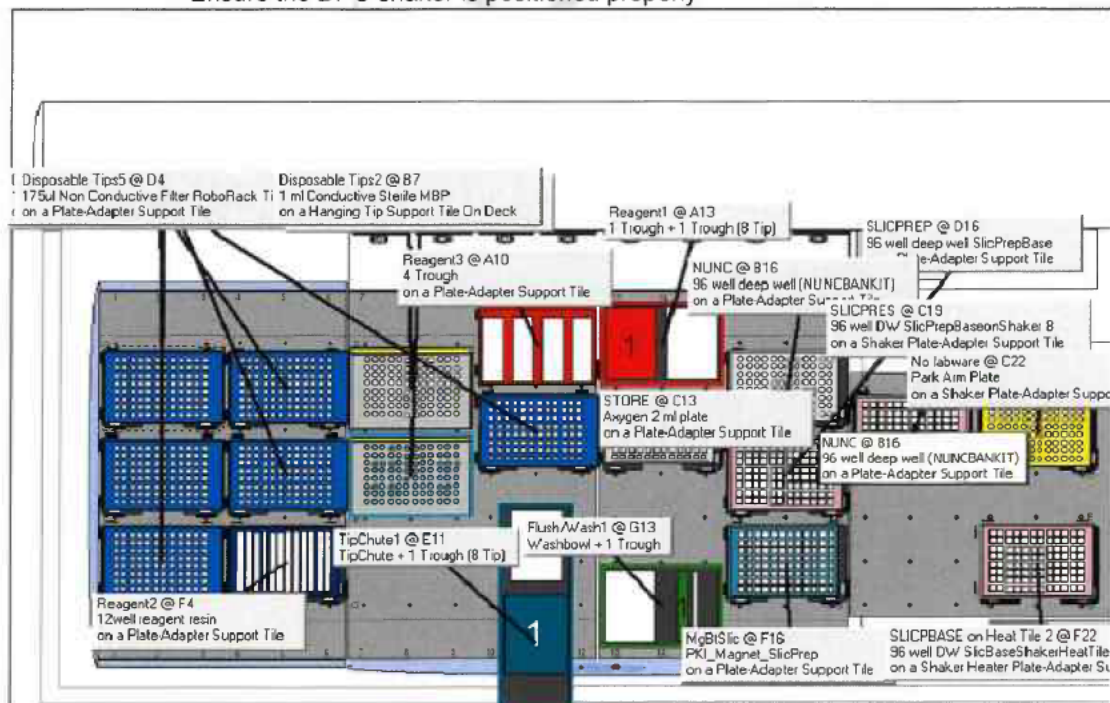 Ensure the DPC shaker is positioned properly
Disposable Tips5 @ D4
175ul Non Conductive Filter RoboRack Ti
on a Plate-Adapter Support Tile
Disposable Tips2 @ B7
1 ml Conductive Sterile MBP
on a Hanging Tip Support Tile On Deck
Reagent1 @ A13
1 Trough + 1 Trough (8 Tip)
SLICPREP @ D16
96 well deep well SlicPrepBase
Plate-Adapter Support Tile
Reagent3 @ A10
4 Trough
on a Plate-Adapter Support Tile
NUNC @ B16
96 well deep well (NUNCBANKIT)
on a Plate-Adapter Support Tile
SLICPRES @ C19
96 well DW SlicPrepBaseonShaker 8
on a Shaker Plate-Adapter Support Tile
No labware @ C22
Park Arm Plate
on a Shaker Plate-Adapter Suppo
1
STORE @ C13
Axygen 2 ml plate
on a Plate-Adapter Support Tile
NUNC @ B16
96 well deep well (NUNCBANKIT)
on a Plate-Adapter Support Tile
TipChute1 @ E11
TipChute + 1 Trough (8 Tip)
Flush/Wash1 @ G13
Washbowl + 1 Trough
Reagent2 @ F4
12well reagent resin
on a Plate-Adapter Support Tile
1
MgBtSlic @ F16
PKI_Magnet_SlicPrep
on a Plate-Adapter Support Tile
SLICPBASE on Heat Tile 2 @ F22
96 well DW SlicBaseShakerHeatTile
on a Shaker Heater Plate-Adapter Su